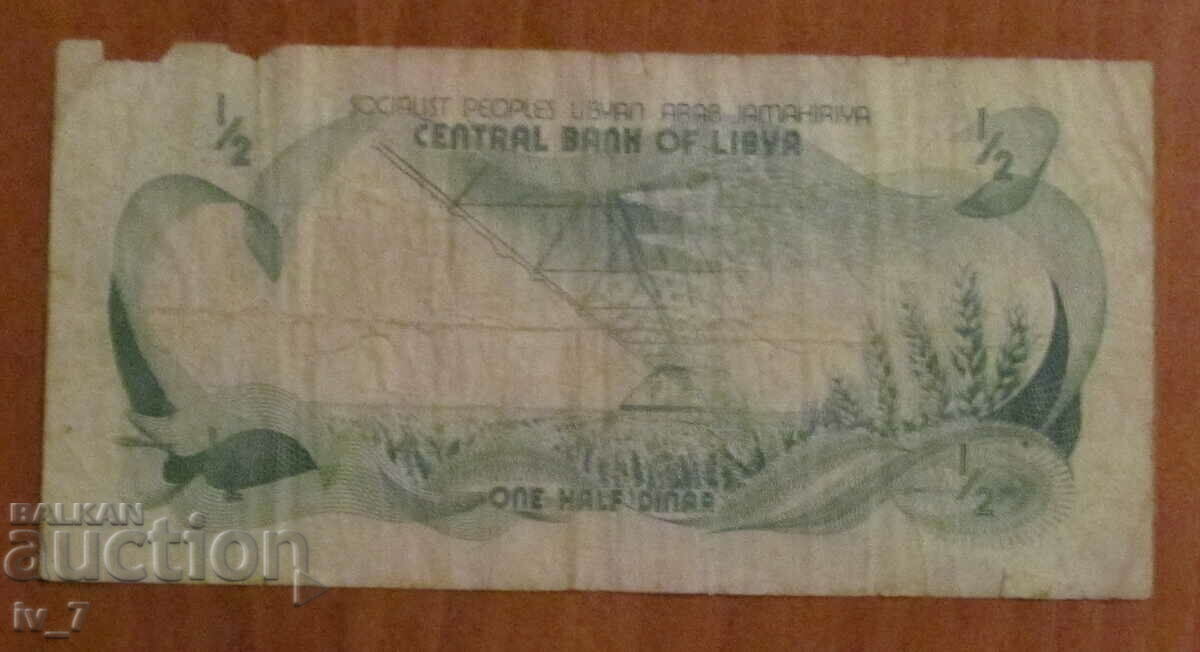 SOCIALIST PEOPLES LIBYAN ARAB JAMAHIRIYA
CENTRAL BANK OF LIBYA
1/2
1/2
ONE HALF DINAR
1/2
BALKAN
auction
iv_7